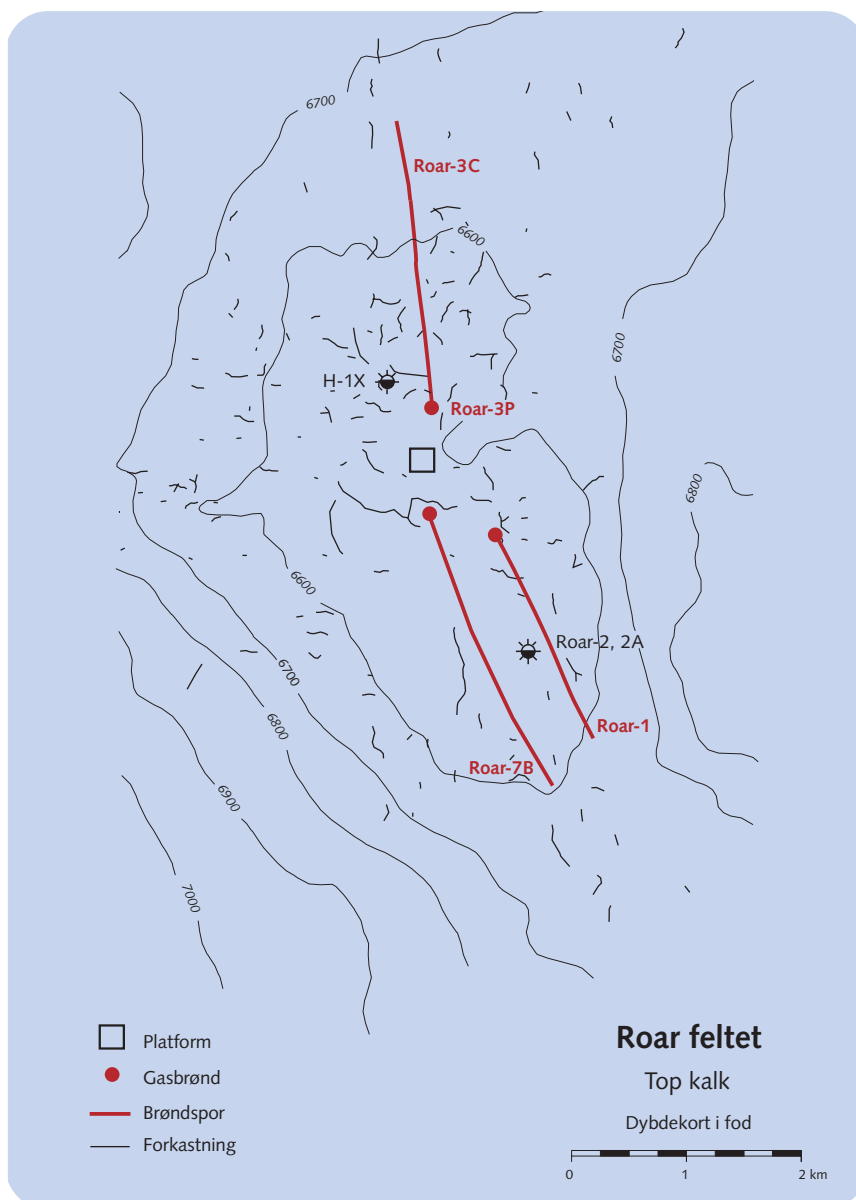 6700
Roar-3C
6600
6700
H-1X
Roar-3P
6800
6600
Roar-2, 2A
6700
6800
Roar-1
Roar-7B
6900
7000
Platform
Gasbrønd
Brøndspor
Forkastning
Roar feltet
Top kalk
Dybdekort i fod
0 1 2 km